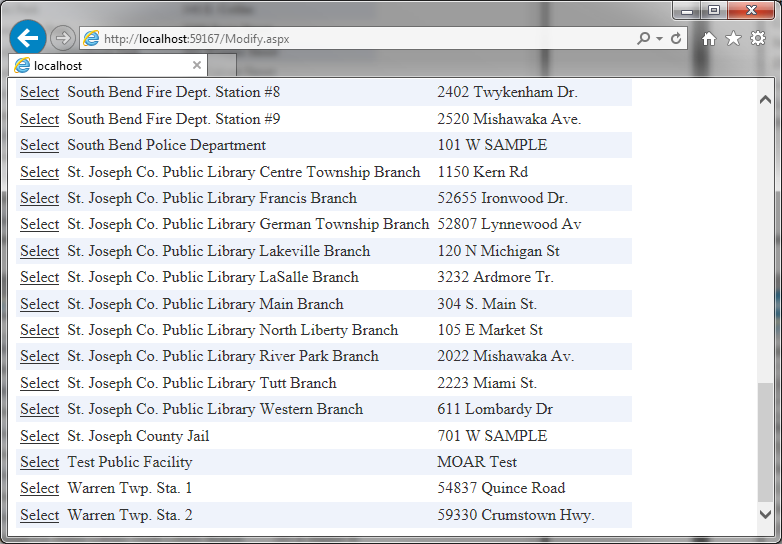 http://localhost:59167/Modify.aspx
localhost
Select South Bend Fire Dept. Station #8 2402 Twykenham Dr.
Select South Bend Fire Dept. Station #9 2520 Mishawaka Ave.
Select South Bend Police Department 101 W SAMPLE
Select St. Joseph Co. Public Library Centre Township Branch 1150 Kern Rd
Select St. Joseph Co. Public Library Francis Branch 52655 Ironwood Dr.
Select St. Joseph Co. Public Library German Township Branch 52807 Lynnewood Av
Select St. Joseph Co. Public Library Lakeville Branch 120 N Michigan St
Select St. Joseph Co. Public Library LaSalle Branch 3232 Ardmore Tr.
Select St. Joseph Co. Public Library Main Branch 304 S. Main St.
Select St. Joseph Co. Public Library North Liberty Branch 105 E Market St
Select St. Joseph Co. Public Library River Park Branch 2022 Mishawaka Av.
Select St. Joseph Co. Public Library Tutt Branch 2223 Miami St.
Select St. Joseph Co. Public Library Western Branch 611 Lombardy Dr
Select St. Joseph County Jail 701 W SAMPLE
Select Test Public Facility MOAR Test
Select Warren Twp. Sta. 1 54837 Quince Road
Select Warren Twp. Sta. 2 59330 Crumstown Hwy.